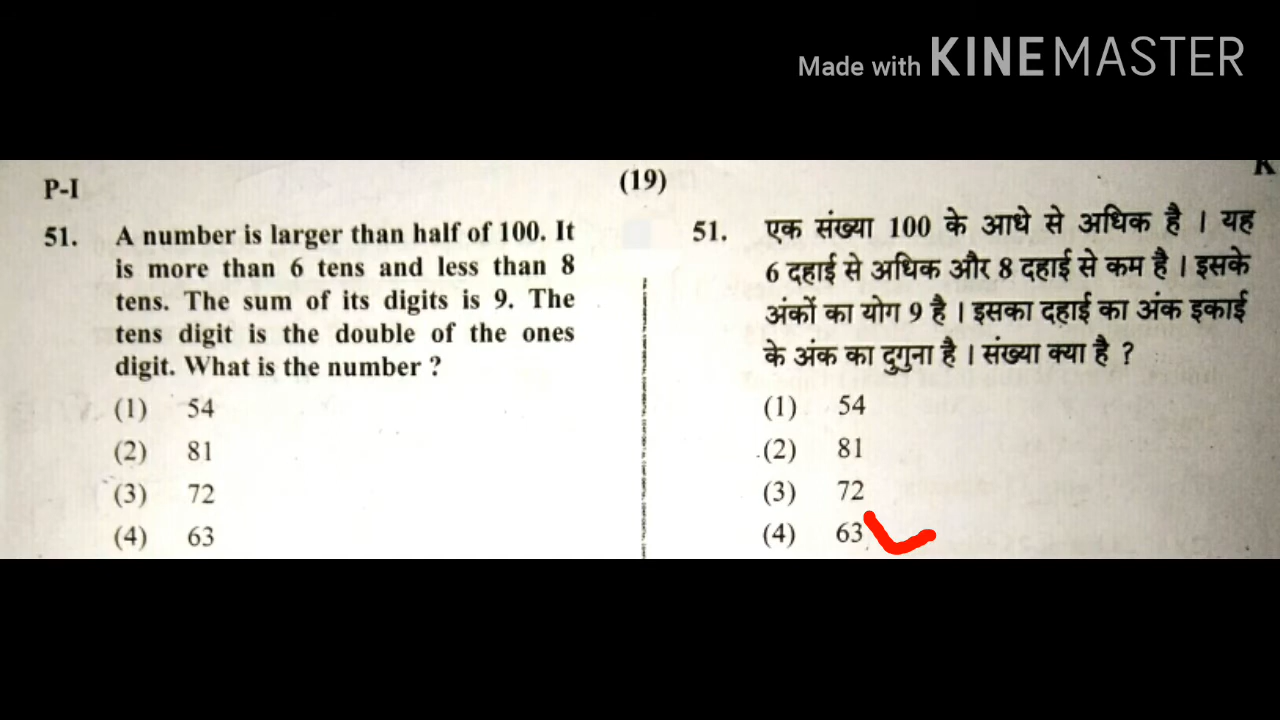 Made with KINEMASTER
P-I
(19)
K
51. A number is larger than half of 100. It
is more than 6 tens and less than 8
tens. The sum of its digits is 9. The
tens digit is the double of the ones
digit. What is the number ?
(1) 54
(2) 81
(3) 72
(4) 63
51. एक संख्या 100 के आधे से अधिक है । यह
6 दहाई से अधिक और 8 दहाई से कम है । इसके
अंकों का योग 9 है । इसका दहाई का अंक इकाई
के अंक का दुगुना है । संख्या क्या है ?
(1) 54
(2) 81
(3) 72
(4) 63